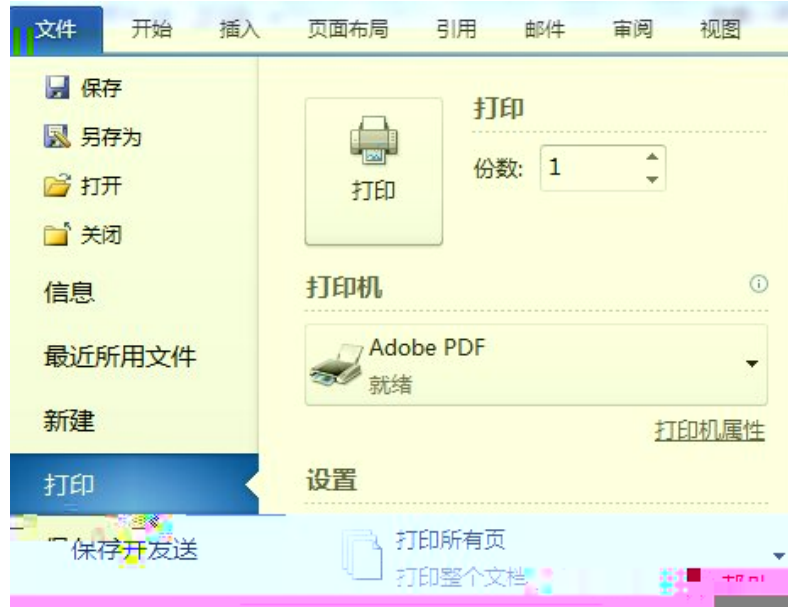 文件 开始 插入 页面布局 引用 邮件 审阅 视图
保存
另存为
打开
关闭
信息
最近所用文件
新建
打印
保存并发送
打印
打印
份数: 1
打印机
Adobe PDF
就绪
打印机属性
设置
打印所有页
打印整个文档